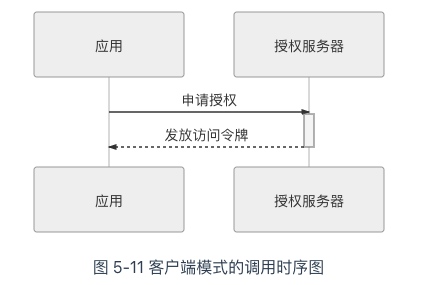 应用
授权服务器
申请授权
发放访问令牌
应用
授权服务器
图 5-11 客户端模式的调用时序图